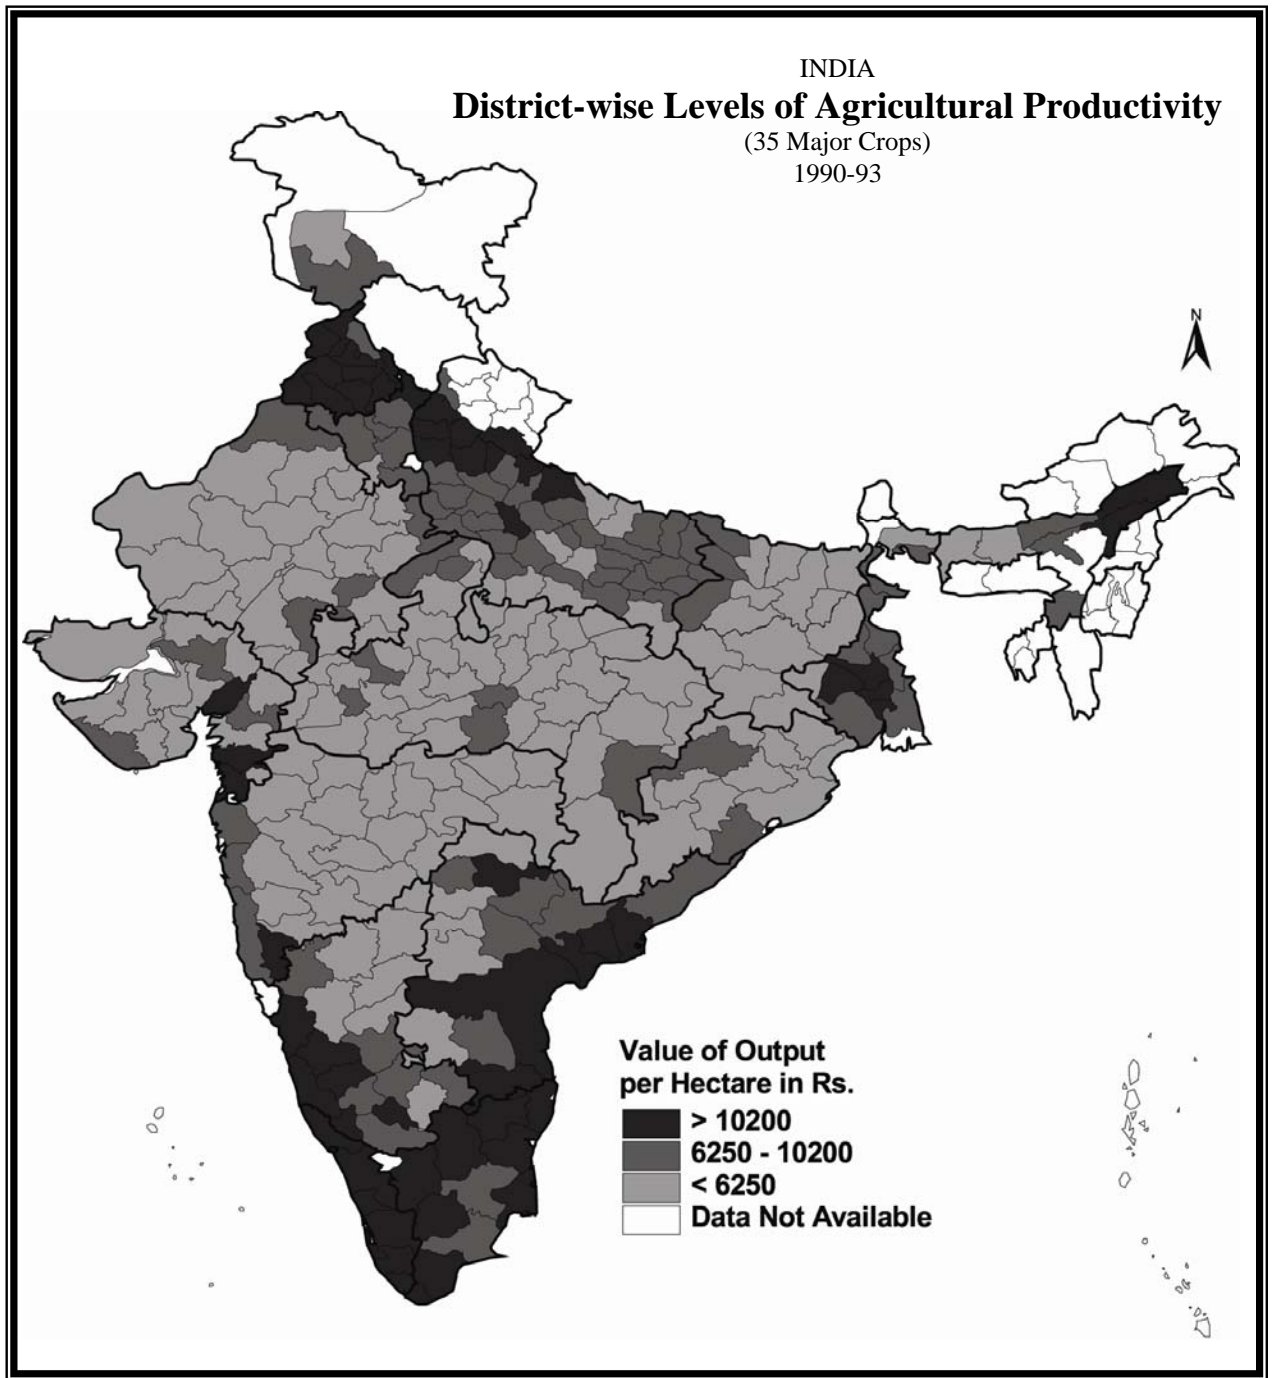 INDIA
District-wise Levels of Agricultural Productivity
(35 Major Crops)
1990-93
N
Value of Output
per Hectare in Rs.
> 10200
6250 - 10200
< 6250
Data Not Available